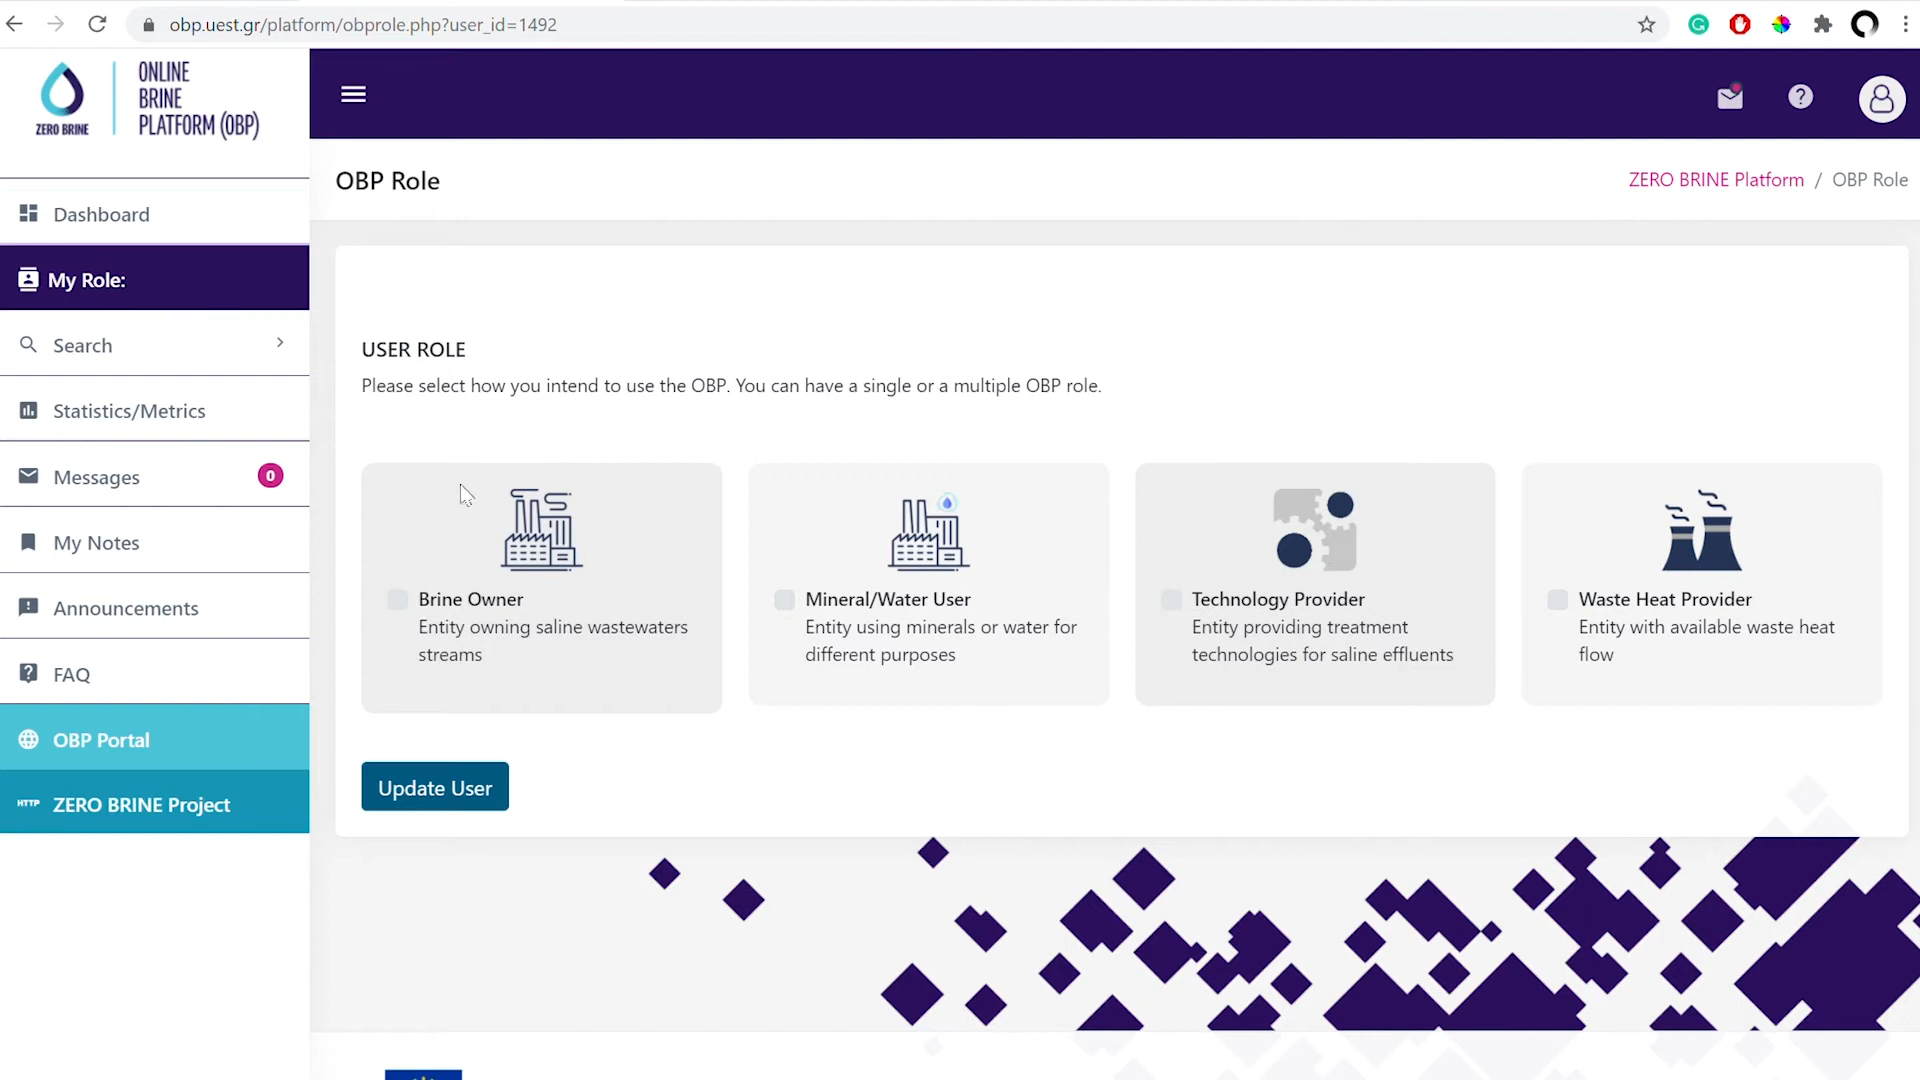 obp.uest.gr/platform/obprole.php?user_id=1492
ZERO BRINE
ONLINE
BRINE
PLATFORM (OBP)
OBP Role
ZERO BRINE Platform / OBP Role
Dashboard
My Role:
Search
Statistics/Metrics
Messages
0
My Notes
Announcements
FAQ
OBP Portal
HTTP ZERO BRINE Project
USER ROLE
Please select how you intend to use the OBP. You can have a single or a multiple OBP role.
Brine Owner
Entity owning saline wastewaters
streams
Mineral/Water User
Entity using minerals or water for
different purposes
Technology Provider
Entity providing treatment
technologies for saline effluents
Waste Heat Provider
Entity with available waste heat
flow
Update User